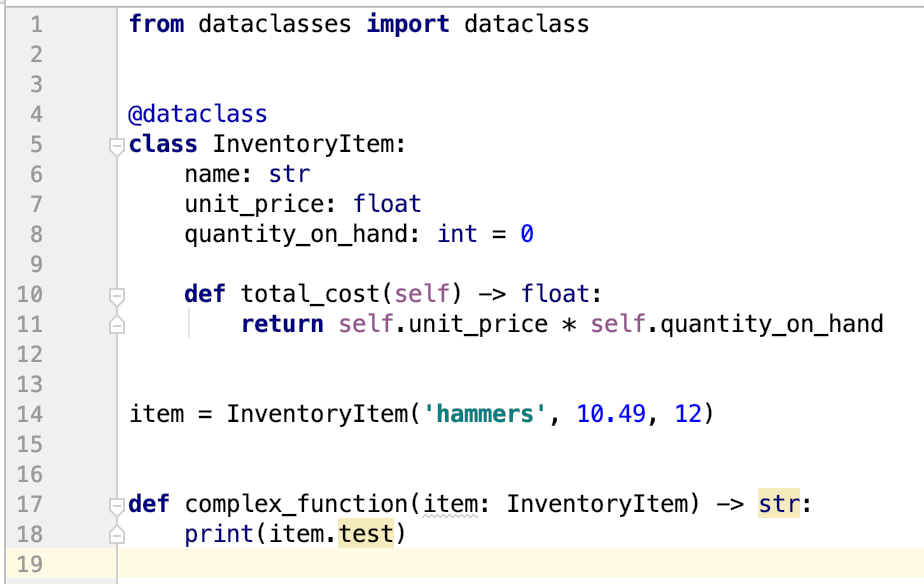 1 from dataclasses import dataclass
2
3
4 @dataclass
5 class InventoryItem:
6     name: str
7     unit_price: float
8     quantity_on_hand: int = 0
9
10     def total_cost(self) -> float:
11         return self.unit_price * self.quantity_on_hand
12
13
14 item = InventoryItem('hammers', 10.49, 12)
15
16
17 def complex_function(item: InventoryItem) -> str:
18     print(item.test)
19